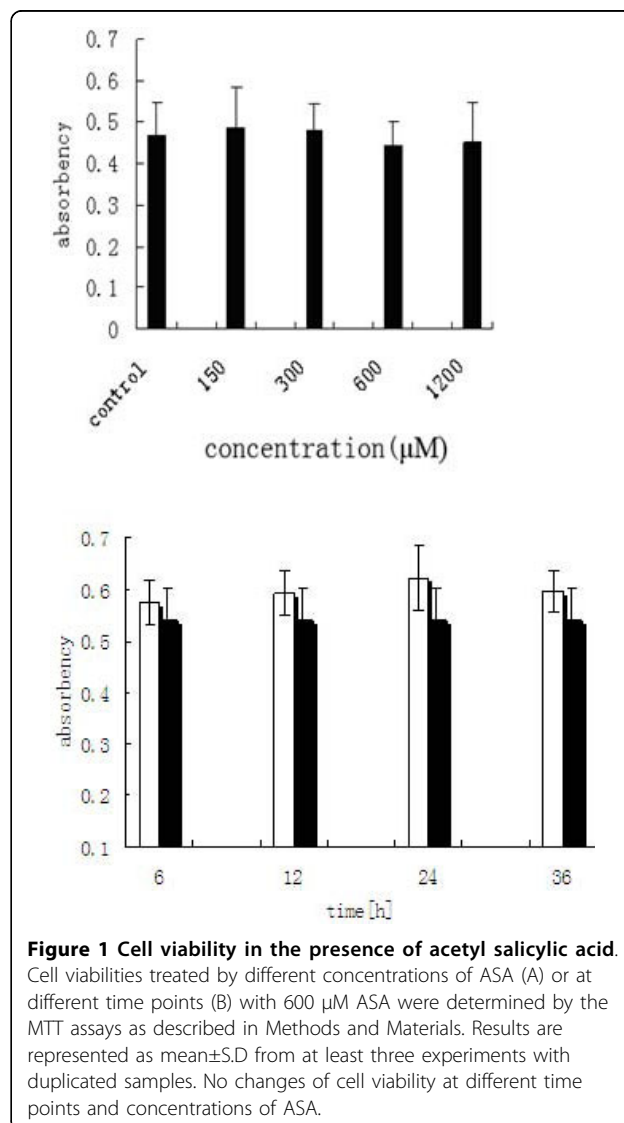 0.7
0.6
0.5
0.4
0.3
0.2
0.1
0
absorbency
control 150 300 600 1200
concentration(μM)
0.7
0.6
0.5
0.4
0.3
0.2
0.1
absorbency
6 12 24 36
time[h]
Figure 1 Cell viability in the presence of acetyl salicylic acid.
Cell viabilities treated by different concentrations of ASA (A) or at
different time points (B) with 600 μM ASA were determined by the
MTT assays as described in Methods and Materials. Results are
represented as mean±S.D from at least three experiments with
duplicated samples. No changes of cell viability at different time
points and concentrations of ASA.